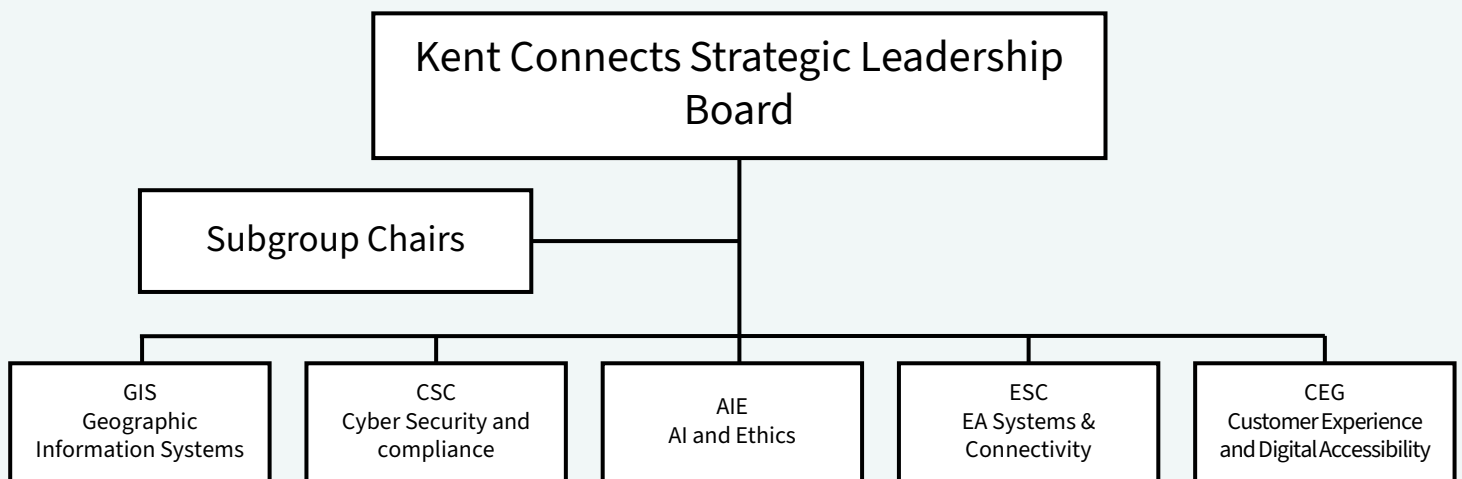 Kent Connects Strategic Leadership
Board
Subgroup Chairs
GIS
Geographic
Information Systems
CSC
Cyber Security and
compliance
AIE
AI and Ethics
ESC
EA Systems &
Connectivity
CEG
Customer Experience
and Digital Accessibility